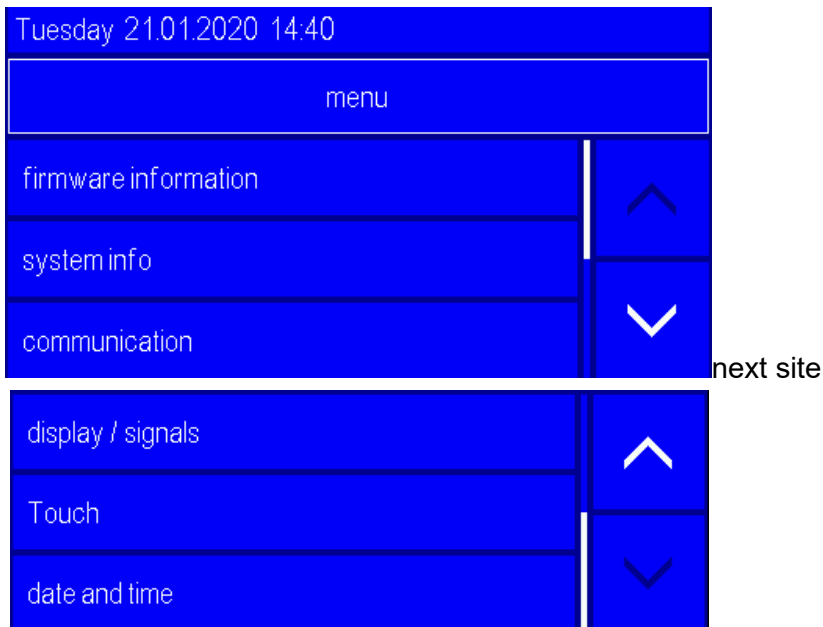 Tuesday 21.01.2020 14:40
menu
firmware information
system info
communication
next site
display / signals
Touch
date and time